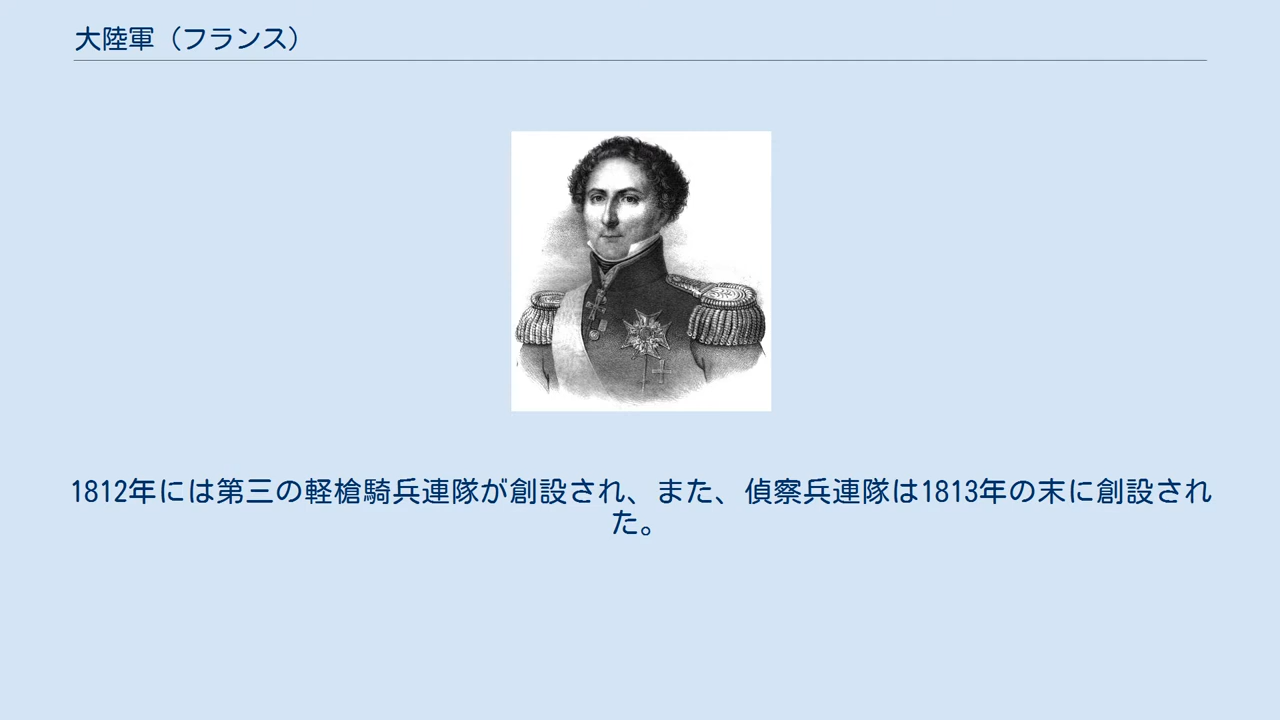 大陸軍（フランス）
1812年には第三の軽槍騎兵連隊が創設され、また、偵察兵連隊は1813年の末に創設され
た。